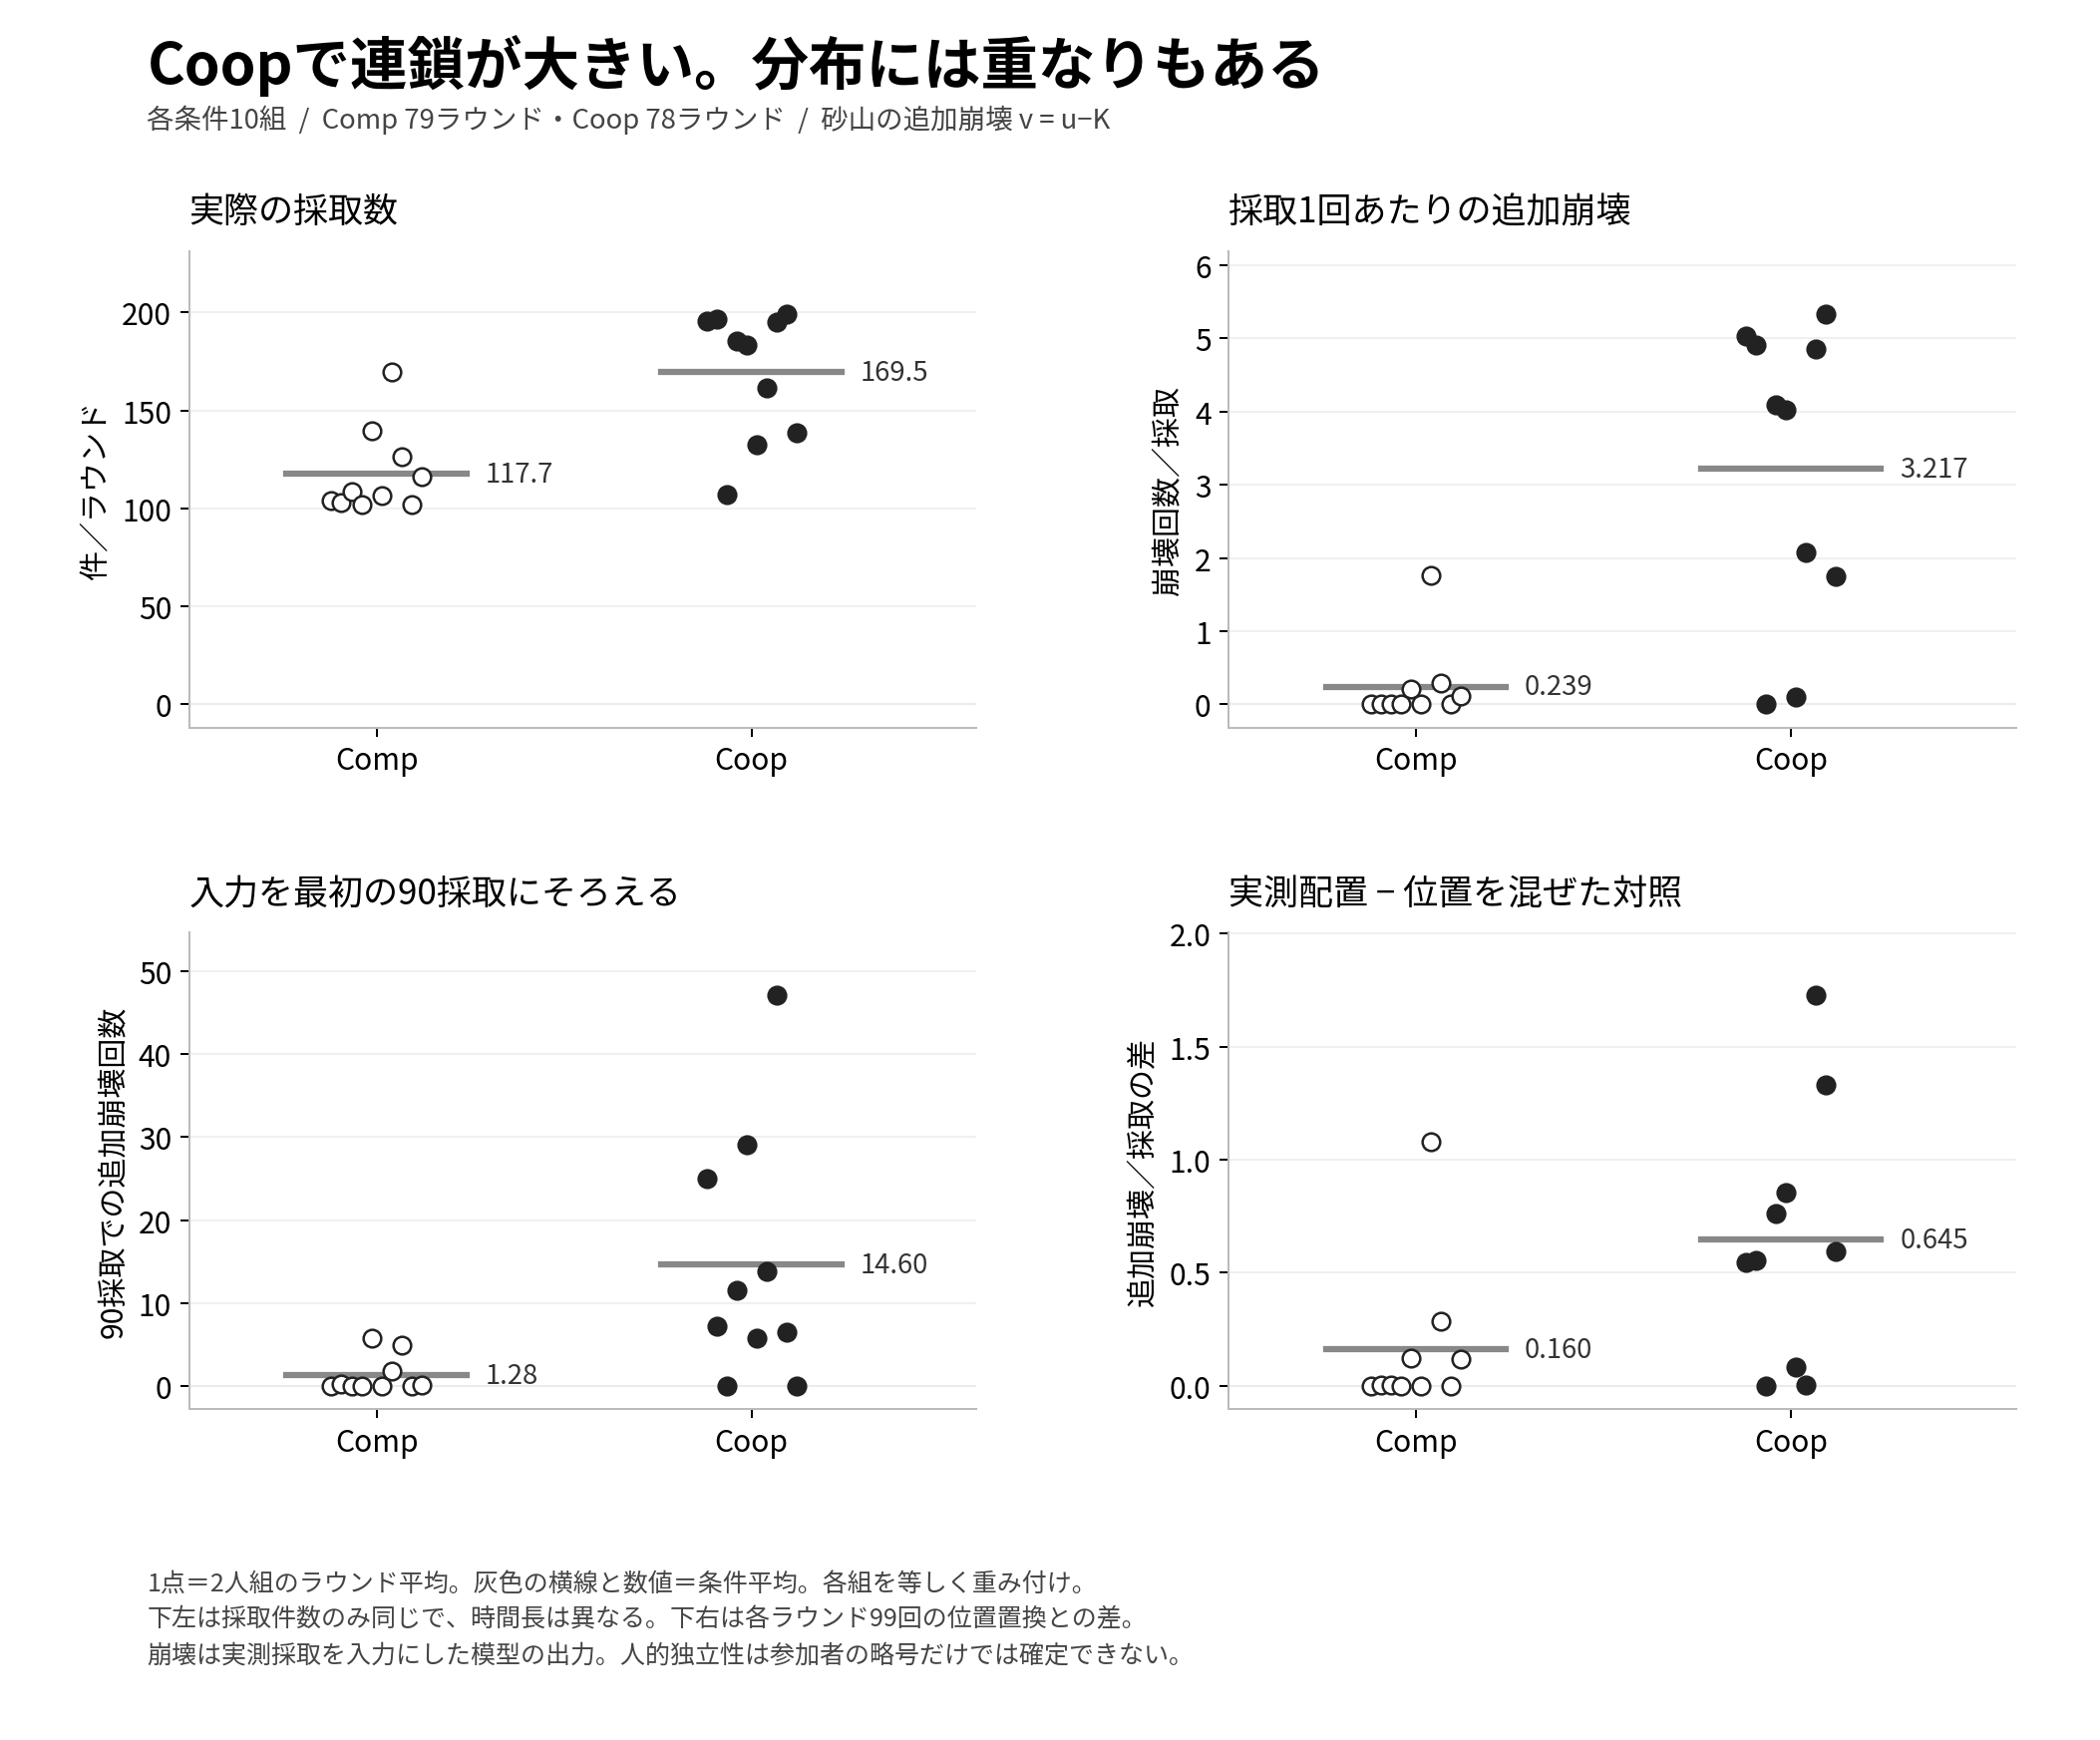 Coopで連鎖が大きい。分布には重なりもある
各条件10組 / Comp 79ラウンド・Coop 78ラウンド / 砂山の追加崩壊 v = u−K
実際の採取数
件／ラウンド
200
150
100
50
0
117.7
169.5
Comp
Coop
採取1回あたりの追加崩壊
崩壊回数／採取
6
5
4
3
2
1
0
0.239
3.217
Comp
Coop
入力を最初の90採取にそろえる
90採取での追加崩壊回数
50
40
30
20
10
0
1.28
14.60
Comp
Coop
実測配置 − 位置を混ぜた対照
追加崩壊／採取の差
2.0
1.5
1.0
0.5
0.0
0.160
0.645
Comp
Coop
1点＝2人組のラウンド平均。灰色の横線と数値＝条件平均。各組を等しく重み付け。
下左は採取件数のみ同じで、時間長は異なる。下右は各ラウンド99回の位置置換との差。
崩壊は実測採取を入力にした模型の出力。人的独立性は参加者の略号だけでは確定できない。